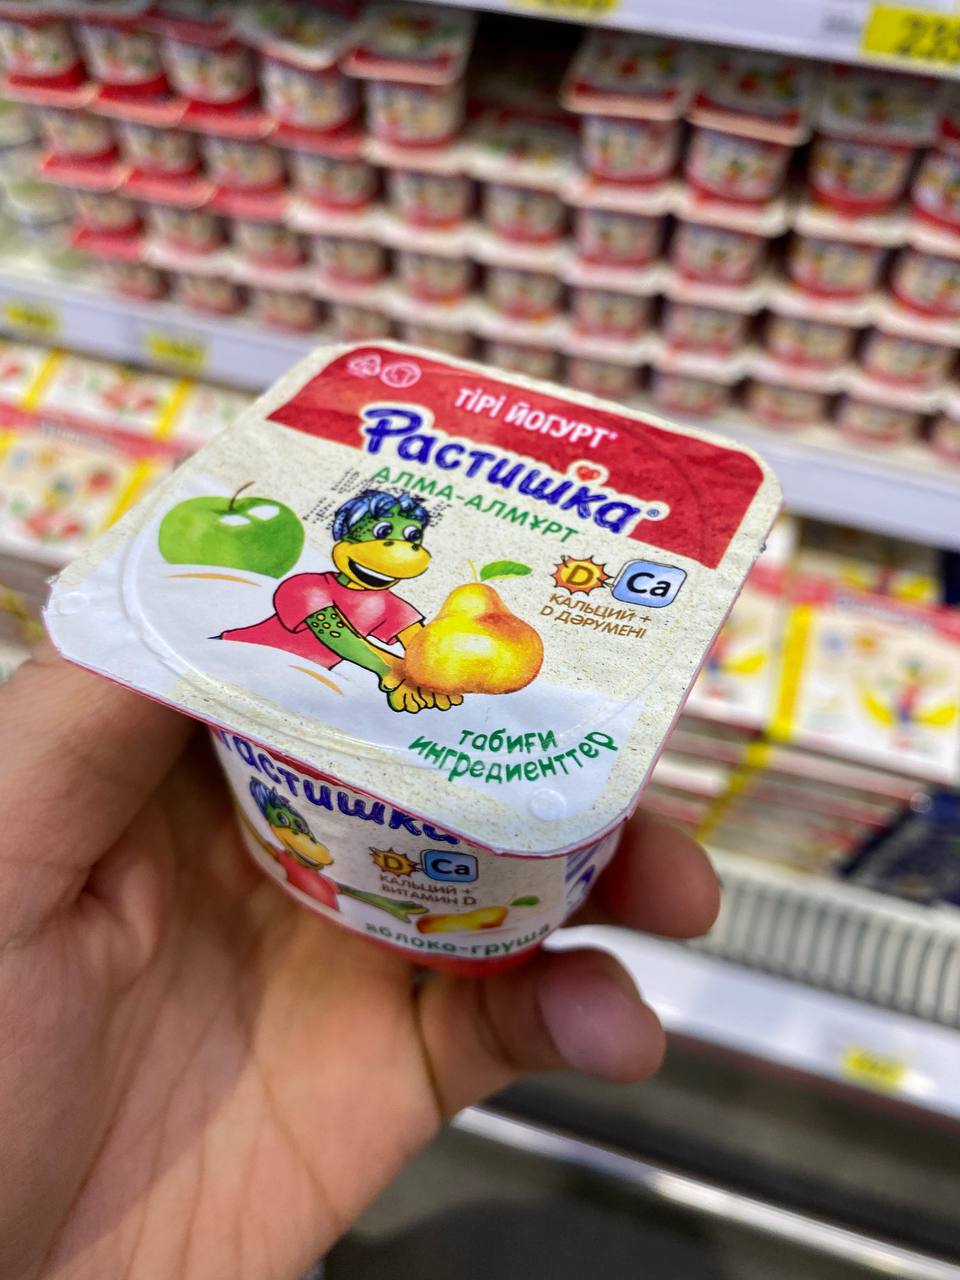 ТІРІ ЙОГУРТ*
Растишка®
АЛМА-АЛМҰРТ
D Ca
КАЛЬЦИЙ +
D ДӘРУМЕНІ
табиғи
ингредиенттер
Растишка
D Ca
КАЛЬЦИЙ +
ВИТАМИН D
яблоко-груша